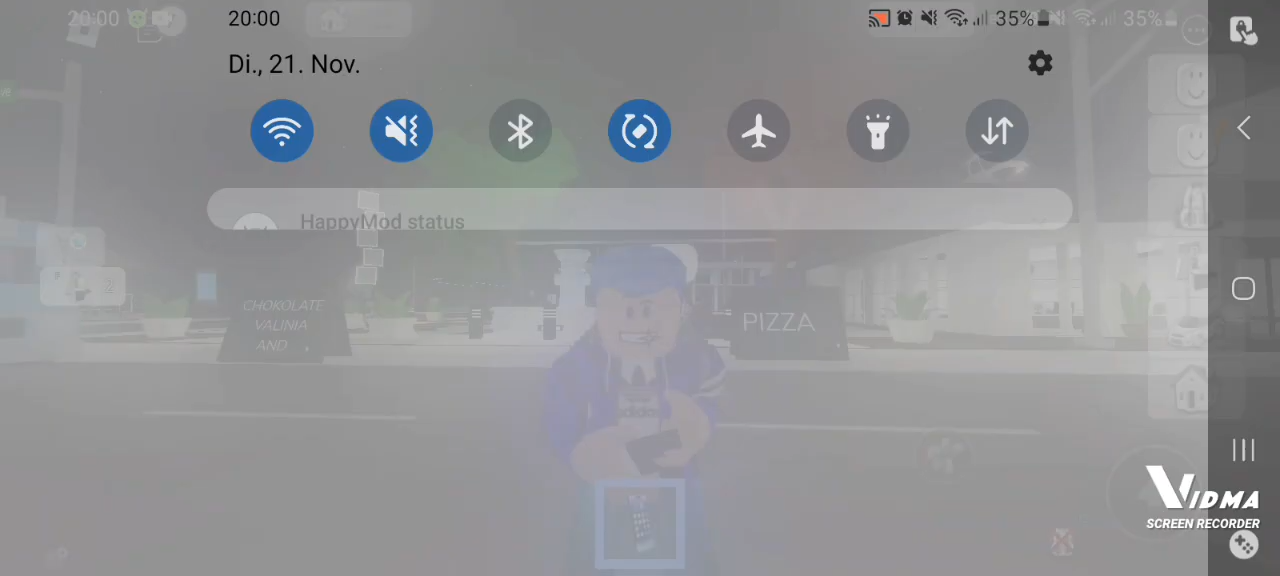 20:00
20:00
35%
35%
Di., 21. Nov.
HappyMod status
CHOKOLATE
VALINIA
AND
PIZZA
adidas
P
2
VIDMA
SCREEN RECORDER